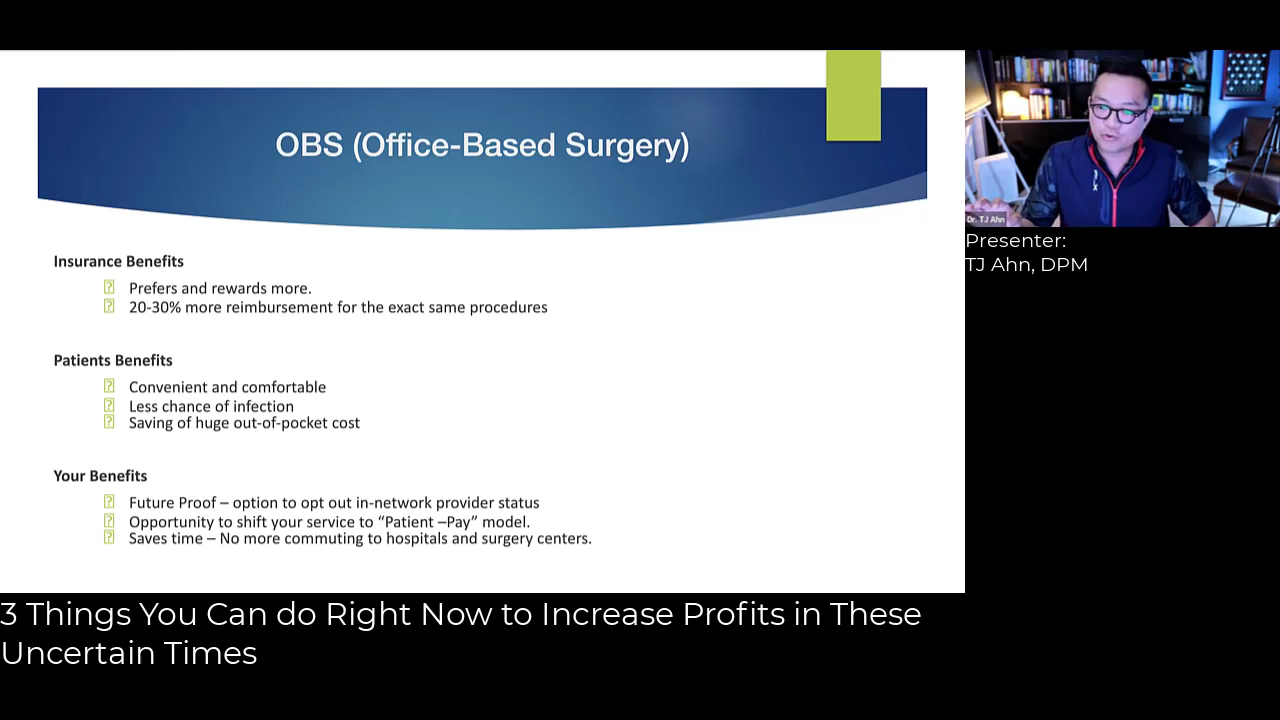 OBS (Office-Based Surgery)
Insurance Benefits
Prefers and rewards more.
20-30% more reimbursement for the exact same procedures
Patients Benefits
Convenient and comfortable
Less chance of infection
Saving of huge out-of-pocket cost
Your Benefits
Future Proof – option to opt out in-network provider status
Opportunity to shift your service to “Patient –Pay” model.
Saves time – No more commuting to hospitals and surgery centers.
Dr. TJ Ahn
Presenter:
TJ Ahn, DPM
3 Things You Can do Right Now to Increase Profits in These
Uncertain Times